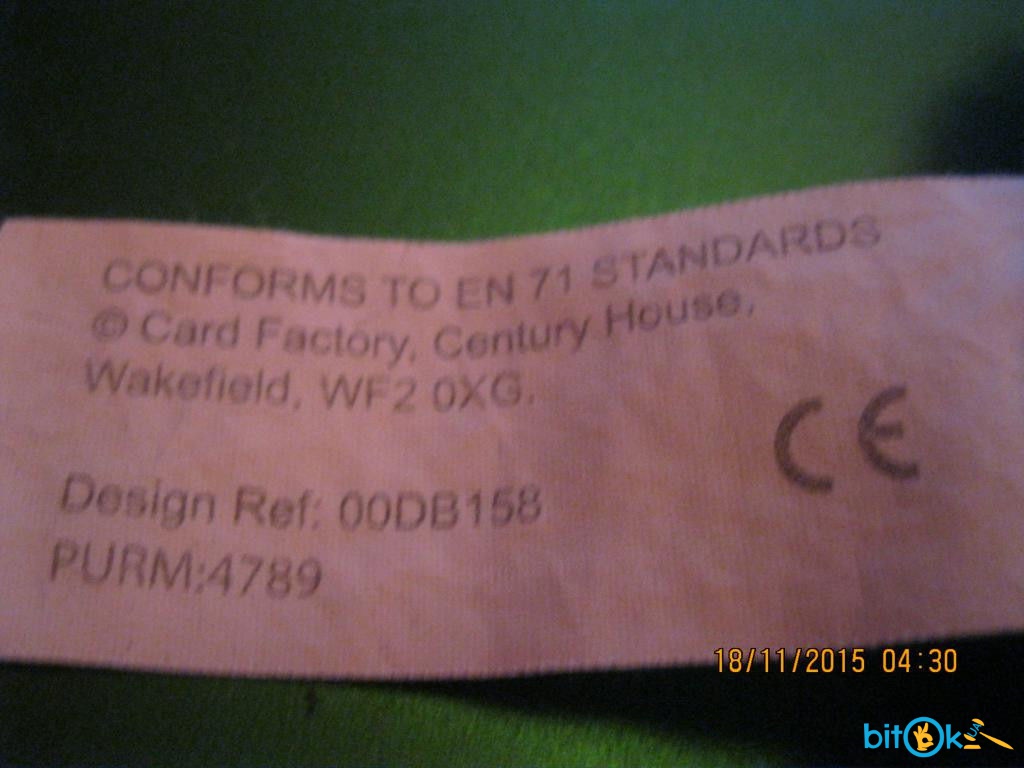 CONFORMS TO EN 71 STANDARDS
© Card Factory, Century House,
Wakefield, WF2 0XG.
CE
Design Ref: 00DB158
PURM:4789
18/11/2015 04:30
bitok
UA